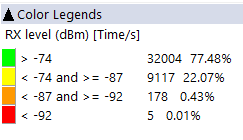 Color Legends
RX level (dBm) [Time/s]
> -74 32004 77.48%
< -74 and >= -87 9117 22.07%
< -87 and >= -92 178 0.43%
< -92 5 0.01%